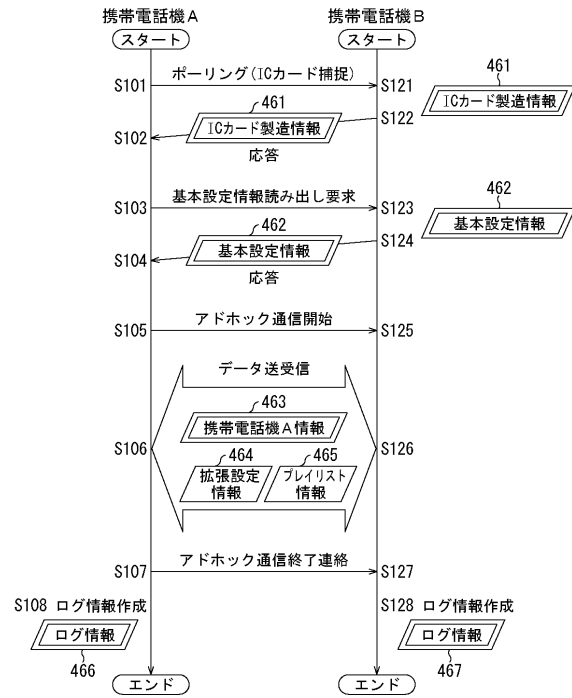 携帯電話機A
携帯電話機B
スタート
スタート
S101
ポーリング(ICカード捕捉)
S121
461
ICカード製造情報
461
S122
ICカード製造情報
S102
応答
S103
基本設定情報読み出し要求
S123
462
基本設定情報
462
S124
基本設定情報
S104
応答
S105
アドホック通信開始
S125
データ送受信
463
携帯電話機A情報
S106
S126
464
465
拡張設定
情報
プレイリスト
情報
S107
アドホック通信終了連絡
S127
S108 ログ情報作成
S128 ログ情報作成
ログ情報
ログ情報
466
467
エンド
エンド